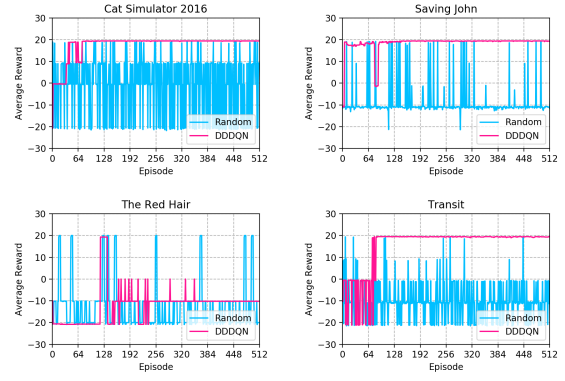 Cat Simulator 2016
Average Reward
30
20
10
0
−10
−20
−30
0 64 128 192 256 320 384 448 512
Episode
Random
DDDQN
Saving John
Average Reward
30
20
10
0
−10
−20
−30
0 64 128 192 256 320 384 448 512
Episode
Random
DDDQN
The Red Hair
Average Reward
30
20
10
0
−10
−20
−30
0 64 128 192 256 320 384 448 512
Episode
Random
DDDQN
Transit
Average Reward
30
20
10
0
−10
−20
−30
0 64 128 192 256 320 384 448 512
Episode
Random
DDDQN